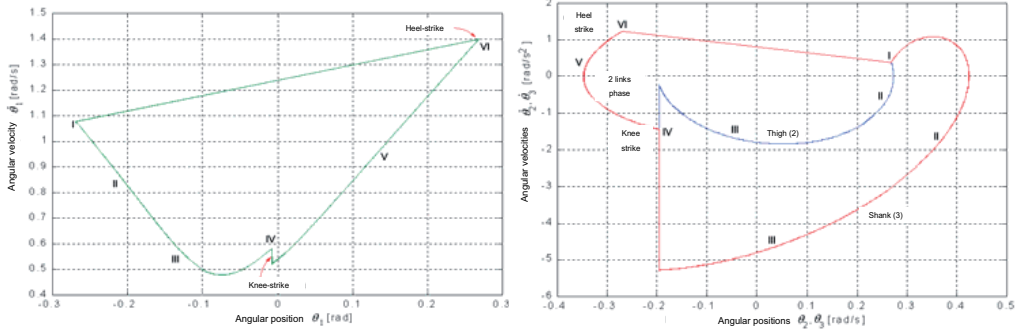 1.5
1.4
1.3
1.2
1.1
1
0.9
0.8
0.7
0.6
0.5
0.4
-0.3
-0.2
-0.1
0
0.1
0.2
0.3
Angular velocity θ̇₁ [rad/s]
Angular position θ₁ [rad]
Heel-strike
VI
I
II
III
IV
V
Knee-strike
2
1
0
-1
-2
-3
-4
-5
-6
-0.4
-0.3
-0.2
-0.1
0
0.1
0.2
0.3
0.4
0.5
Angular velocities θ̇₂, θ̇₃ [rad/s²]
Angular positions θ₂, θ₃ [rad/s]
Heel
strike
VI
V
2 links
phase
I
II
III
Thigh (2)
IV
Knee
strike
II
Shank (3)
III